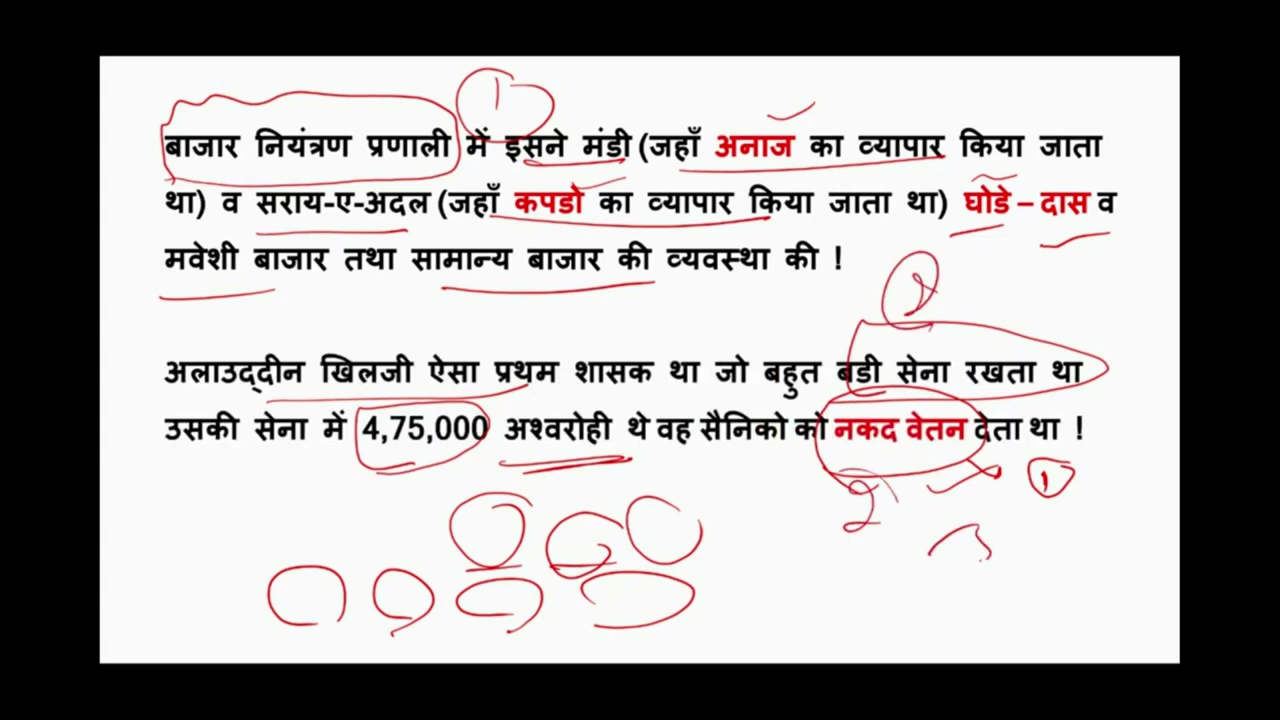 बाजार नियंत्रण प्रणाली में इसने मंडी (जहाँ अनाज का व्यापार किया जाता
था) व सराय-ए-अदल (जहाँ कपडो का व्यापार किया जाता था) घोडे – दास व
मवेशी बाजार तथा सामान्य बाजार की व्यवस्था की !
अलाउद्दीन खिलजी ऐसा प्रथम शासक था जो बहुत बडी सेना रखता था
उसकी सेना में 4,75,000 अश्वरोही थे वह सैनिको को नकद वेतन देता था !